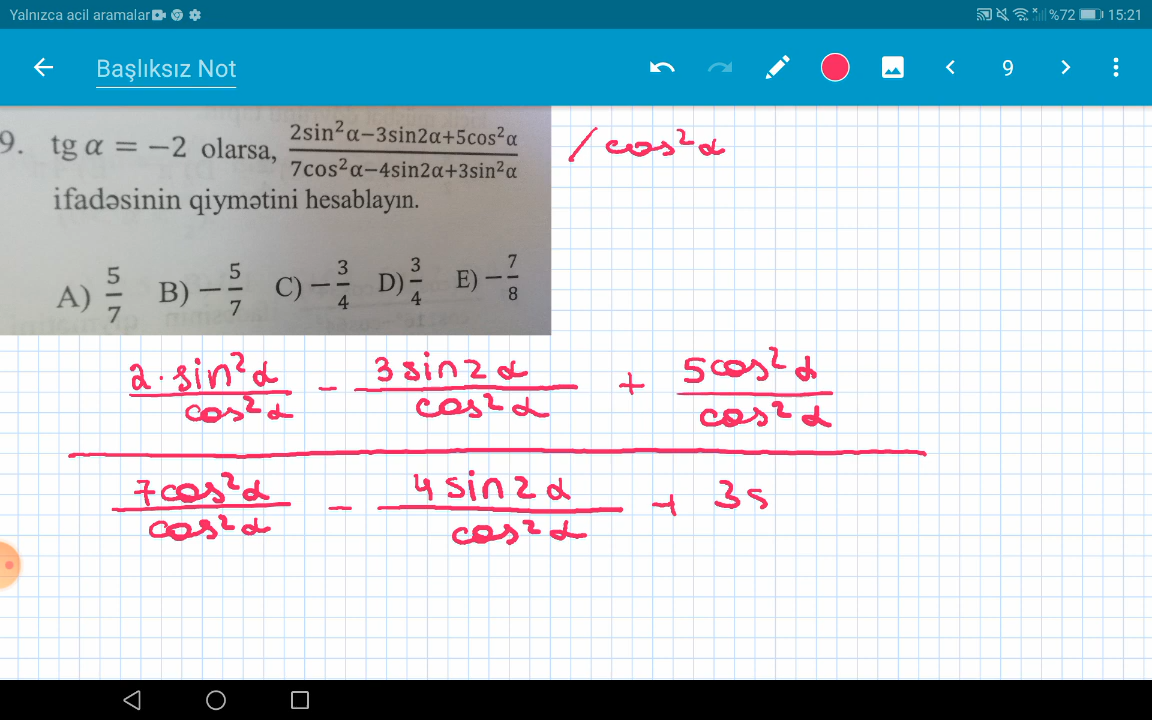 Yalnızca acil aramalar %72 15:21
Başlıksız Not 9
9. tg α = −2 olarsa, (2sin²α−3sin2α+5cos²α)/(7cos²α−4sin2α+3sin²α) / cos²α
ifadəsinin qiymətini hesablayın.
A) 5/7 B) −5/7 C) −3/4 D) 3/4 E) −7/8
2·sin²α/cos²α − 3sin2α/cos²α + 5cos²α/cos²α
7cos²α/cos²α − 4sin2α/cos²α + 3s